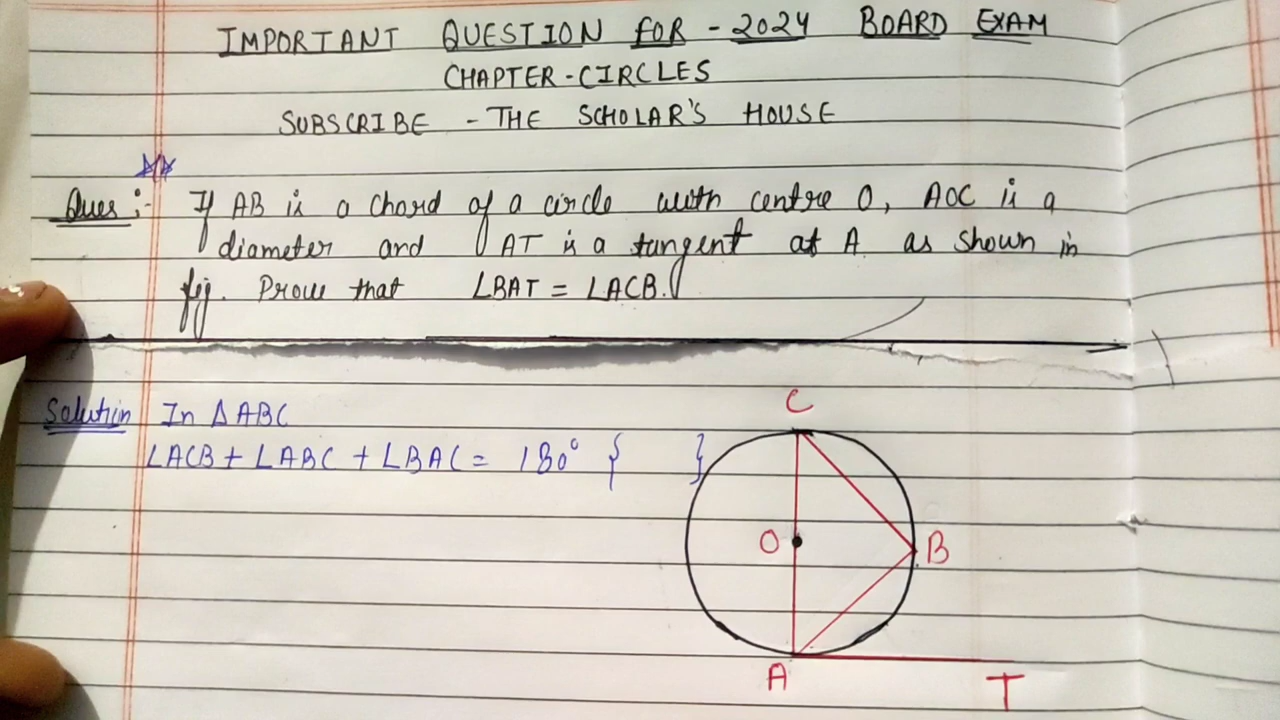 IMPORTANT QUESTION FOR - 2024 BOARD EXAM
CHAPTER - CIRCLES
SUBSCRIBE - THE SCHOLAR'S HOUSE
Ques :- If AB is a chord of a circle with centre O, AOC is a
diameter and AT is a tangent at A as shown in
fig. Prove that ∠BAT = ∠ACB.
Solution In ΔABC
∠ACB + ∠ABC + ∠BAC = 180° { }
C
O
B
A
T